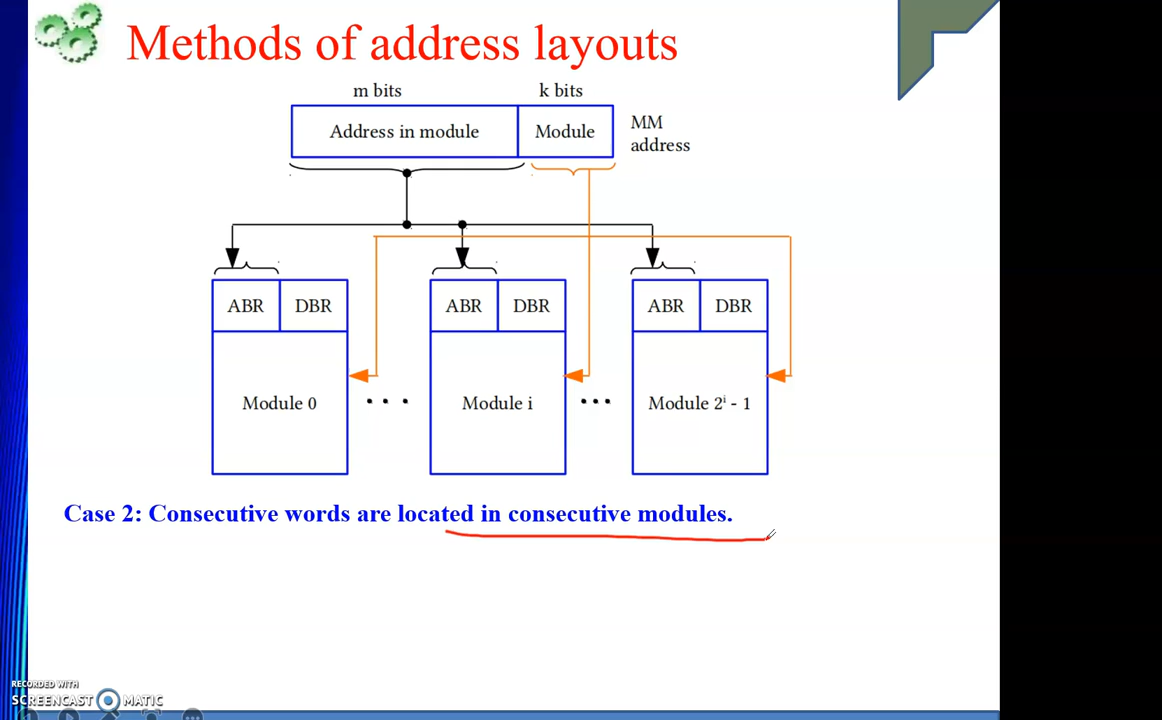 Methods of address layouts
m bits k bits
Address in module Module MM
address
ABR DBR ABR DBR ABR DBR
Module 0 • • • Module i • • • Module 2ⁱ - 1
Case 2: Consecutive words are located in consecutive modules.
RECORDED WITH
SCREENCAST MATIC